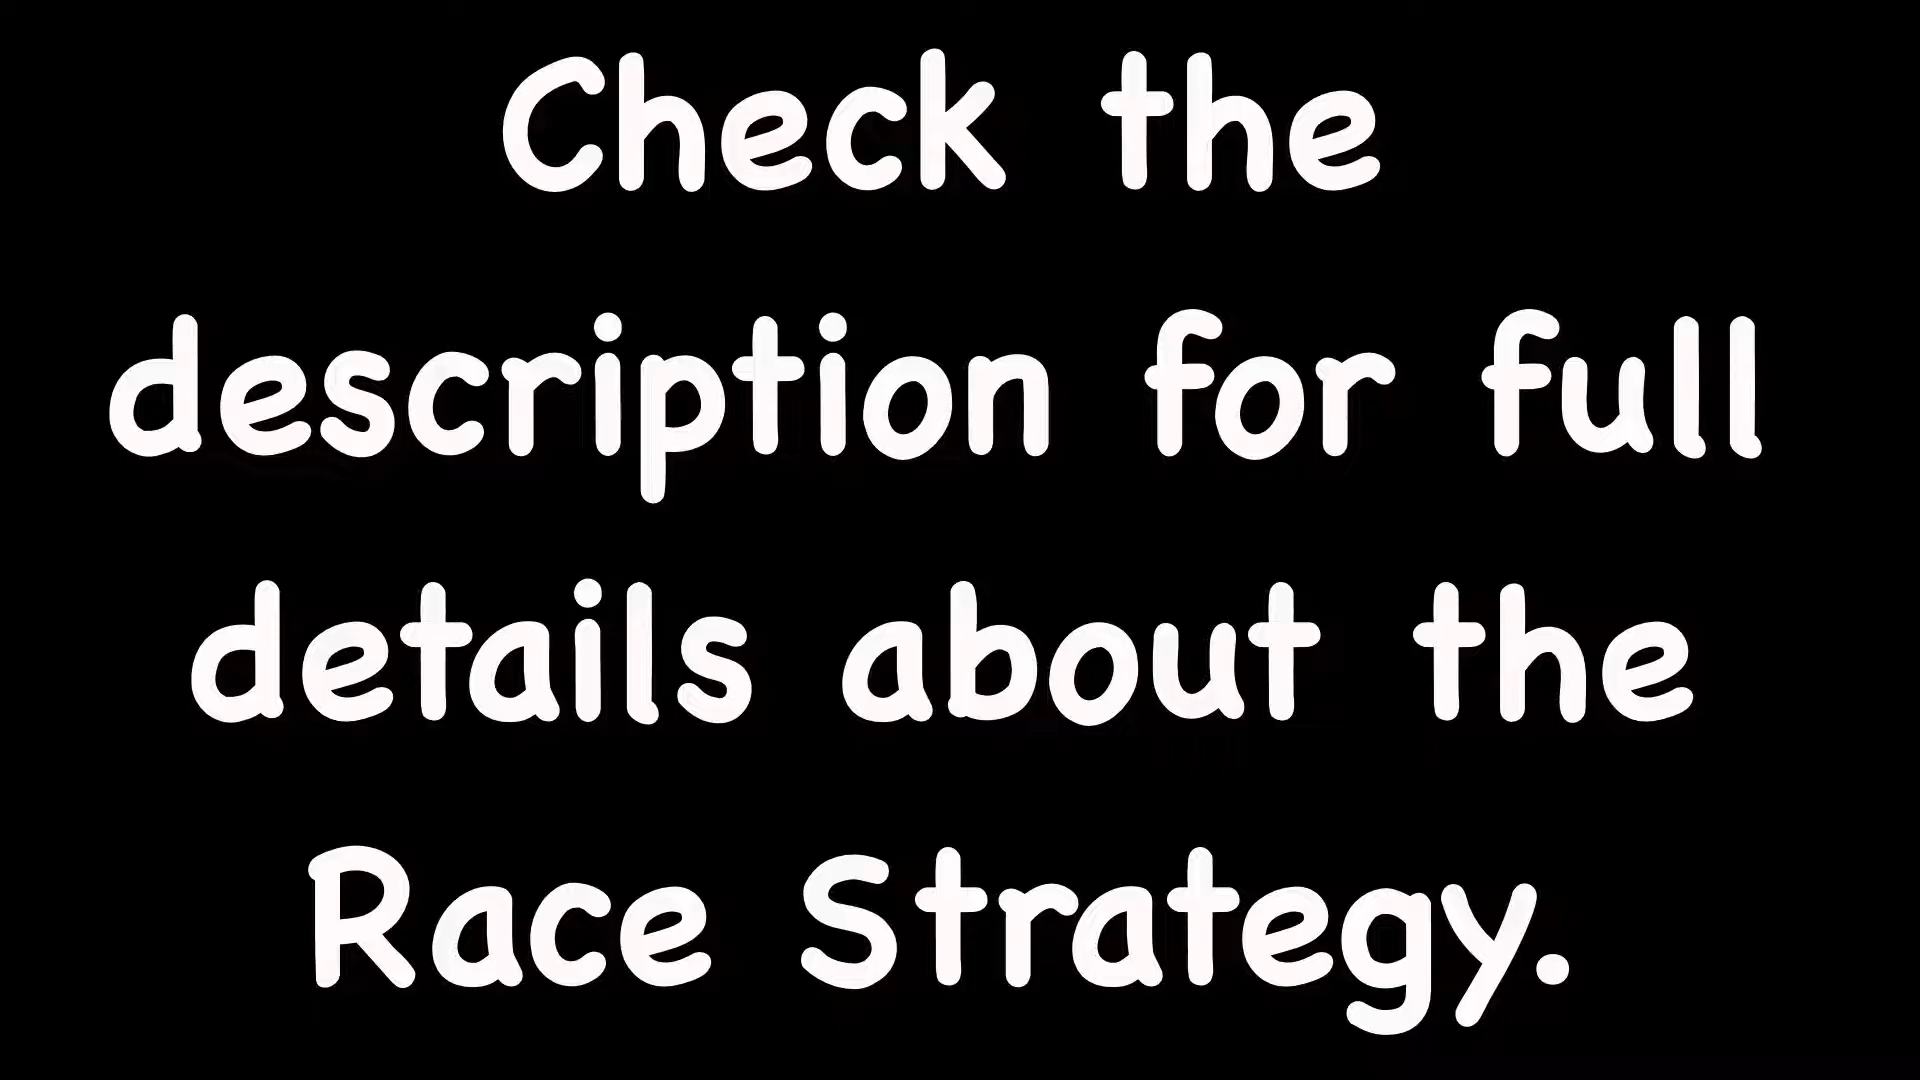 Check the
description for full
details about the
Race Strategy.